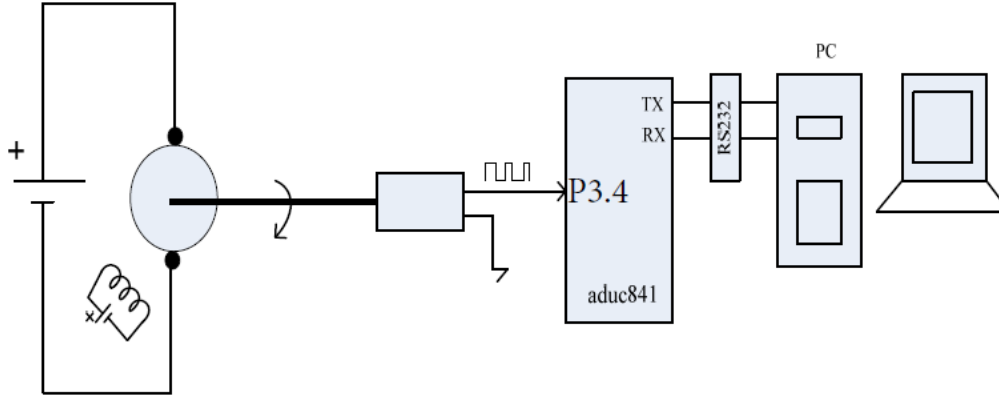 +
PC
TX
RX
RS232
P3.4
aduc841